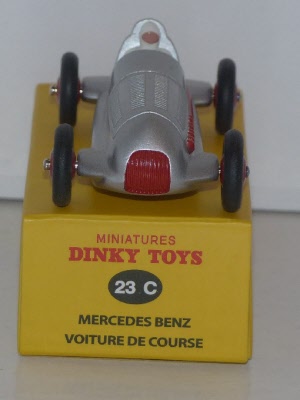 MINIATURES
DINKY TOYS
23 C
MERCEDES BENZ
VOITURE DE COURSE